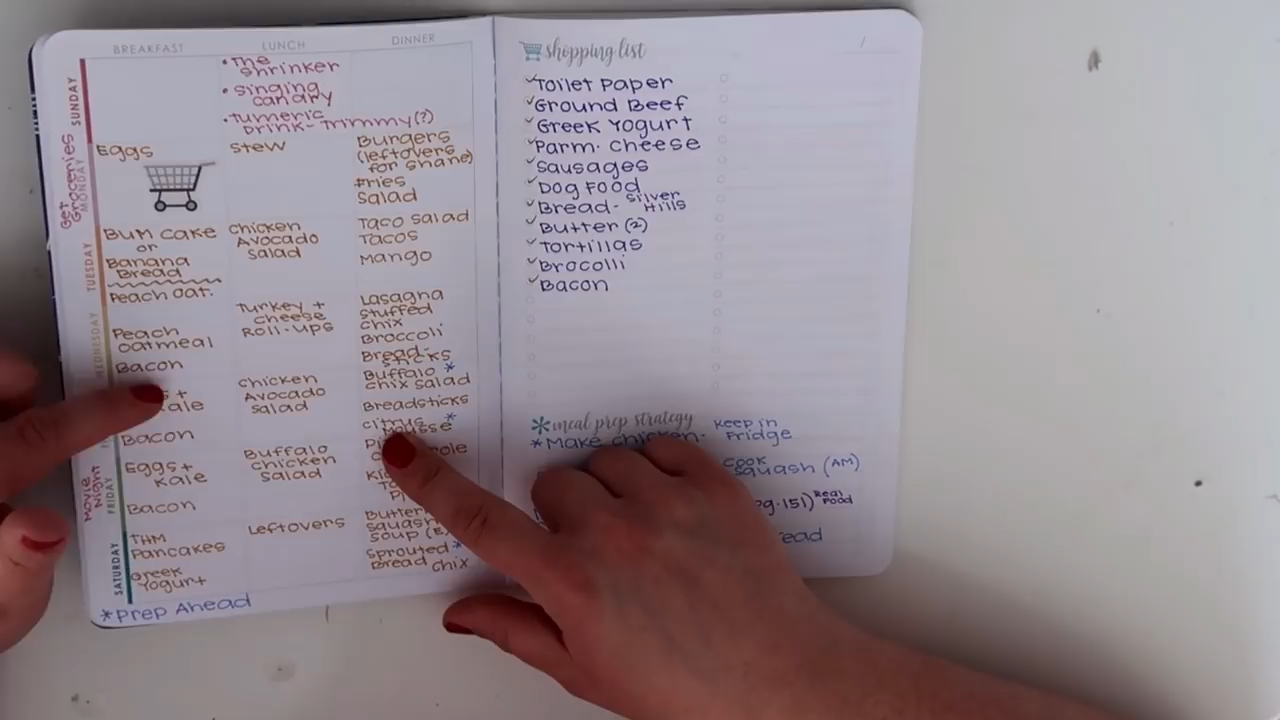 BREAKFAST LUNCH DINNER
SUNDAY
• The
shrinker
• singing
canary
• Tumeric
Drink- Trimmy(?)
Get
Groceries
MONDAY
Eggs
stew
Burgers
(leftovers
for shane)
Fries
salad
TUESDAY
BUM Cake
or
Banana
Bread
Peach oat.
chicken
Avocado
salad
Taco salad
Tacos
Mango
WEDNESDAY
Peach
oatmeal
Bacon
Turkey +
cheese
Roll-ups
Lasagna
stuffed
chix
Broccoli
Bread-
sticks
+
Bacon
chicken
Avocado
salad
Buffalo *
chix salad
Breadsticks
Movie
Night
FRIDAY
Eggs +
Kale
Bacon
Buffalo
chicken
salad
citrus *
SATURDAY
THM
Pancakes
Greek
Yogurt
Leftovers
squash
soup
sprouted *
Bread chix
*Prep Ahead
shopping list
/
Toilet Paper
Ground Beef
Greek Yogurt
Parm. cheese
Sausages
Dog Food
Bread- silver
Hills
Butter (2)
Tortillas
Brocolli
Bacon
*meal prep strategy
*Make chicken- keep in
Fridge
cook
squash (AM)
pg.151) Real
Food